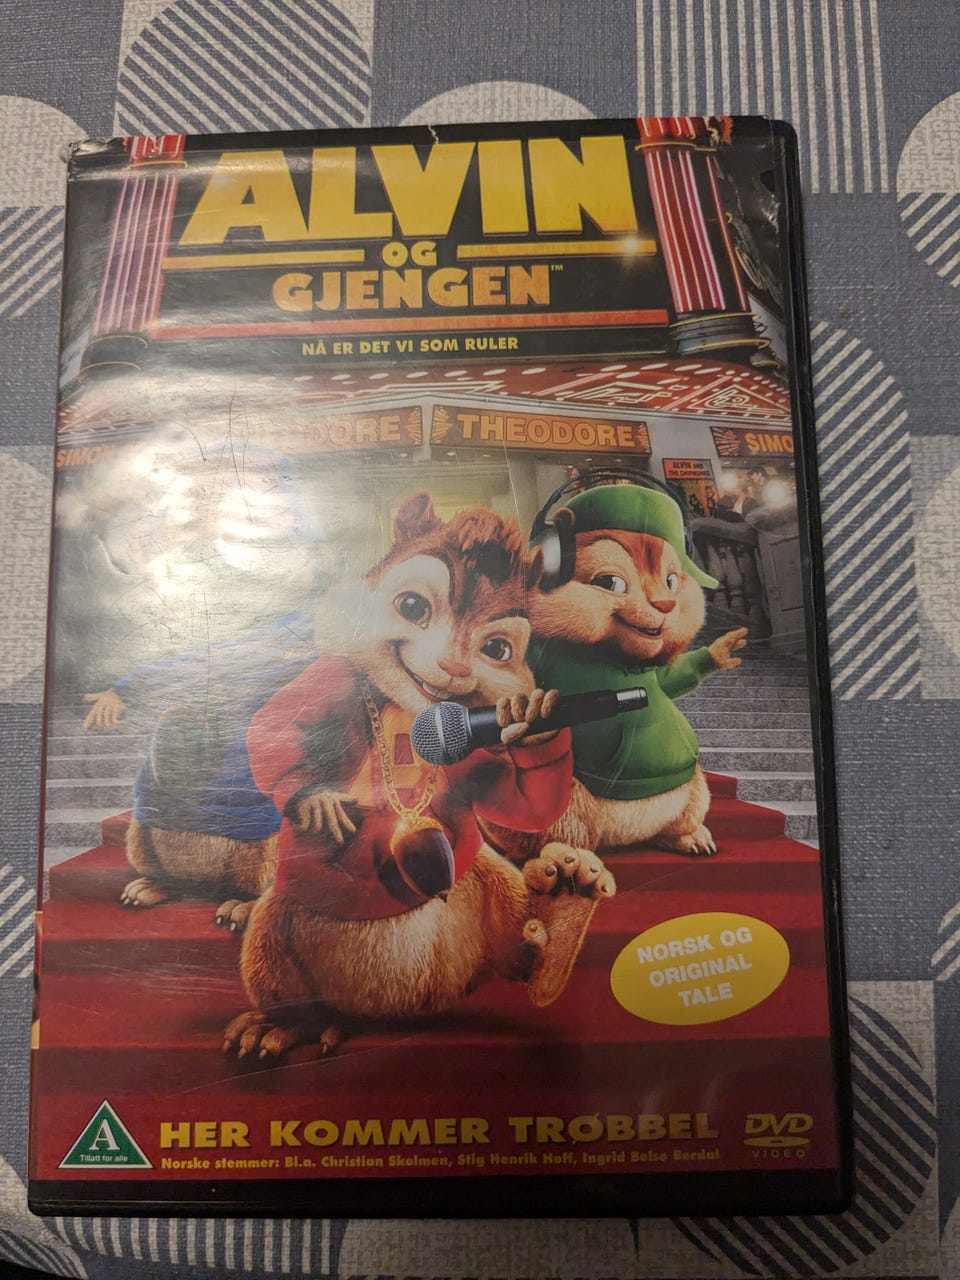 ALVIN
OG
GJENGEN™
NÅ ER DET VI SOM RULER
THEODORE
SIMO
ALVIN AND
THE CHIPMUNKS
NORSK OG
ORIGINAL
TALE
A
Tillatt for alle
HER KOMMER TRØBBEL
Norske stemmer: Bl.a. Christian Skolmen, Stig Henrik Hoff, Ingrid Bolsø Berdal
DVD
VIDEO